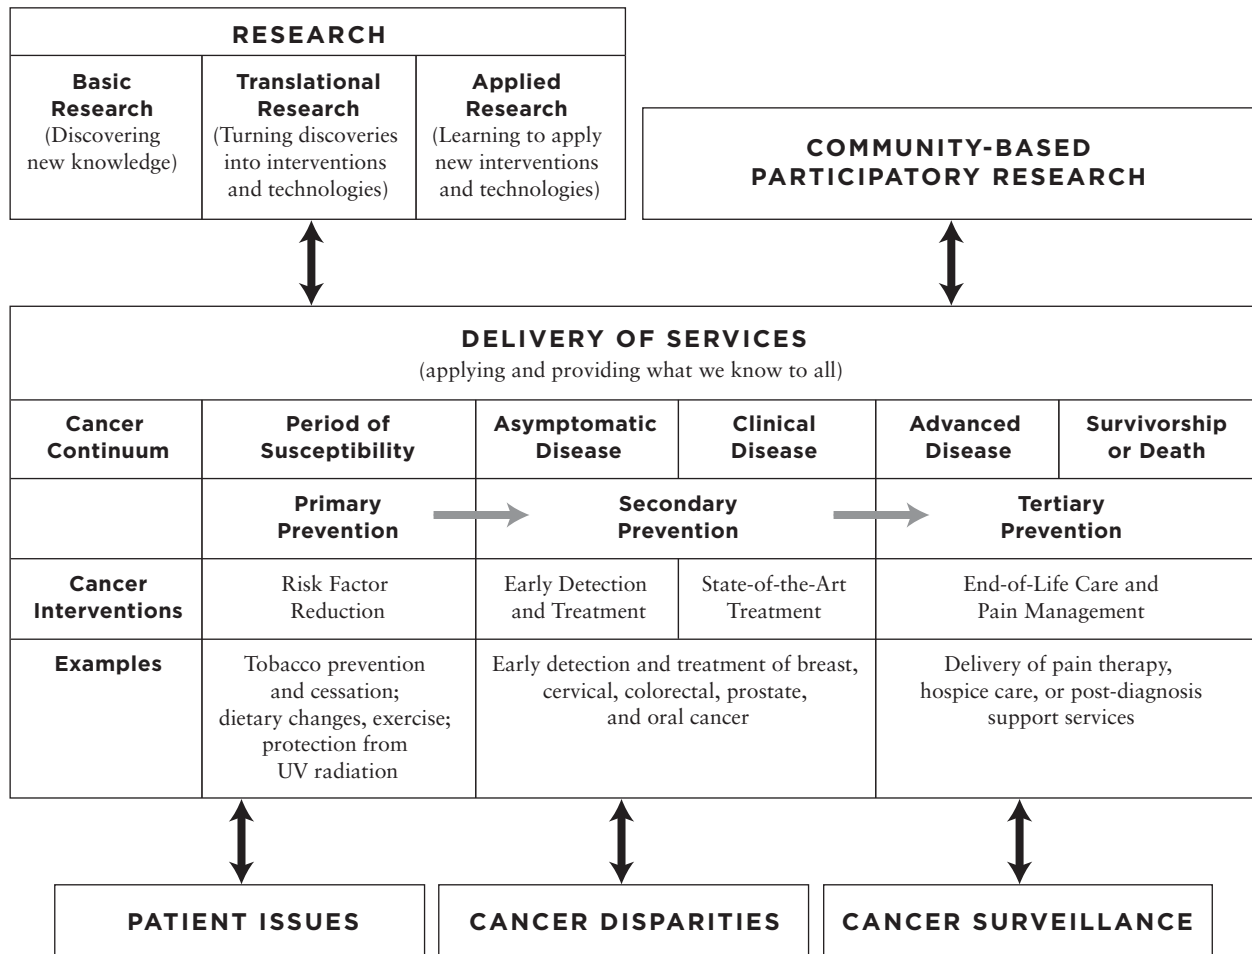 RESEARCH
Basic
Research
(Discovering
new knowledge)
Translational
Research
(Turning discoveries
into interventions
and technologies)
Applied
Research
(Learning to apply
new interventions
and technologies)
COMMUNITY-BASED
PARTICIPATORY RESEARCH
DELIVERY OF SERVICES
(applying and providing what we know to all)
Cancer
Continuum
Period of
Susceptibility
Asymptomatic
Disease
Clinical
Disease
Advanced
Disease
Survivorship
or Death
Primary
Prevention
Secondary
Prevention
Tertiary
Prevention
Cancer
Interventions
Risk Factor
Reduction
Early Detection
and Treatment
State-of-the-Art
Treatment
End-of-Life Care and
Pain Management
Examples
Tobacco prevention
and cessation;
dietary changes, exercise;
protection from
UV radiation
Early detection and treatment of breast,
cervical, colorectal, prostate,
and oral cancer
Delivery of pain therapy,
hospice care, or post-diagnosis
support services
PATIENT ISSUES
CANCER DISPARITIES
CANCER SURVEILLANCE